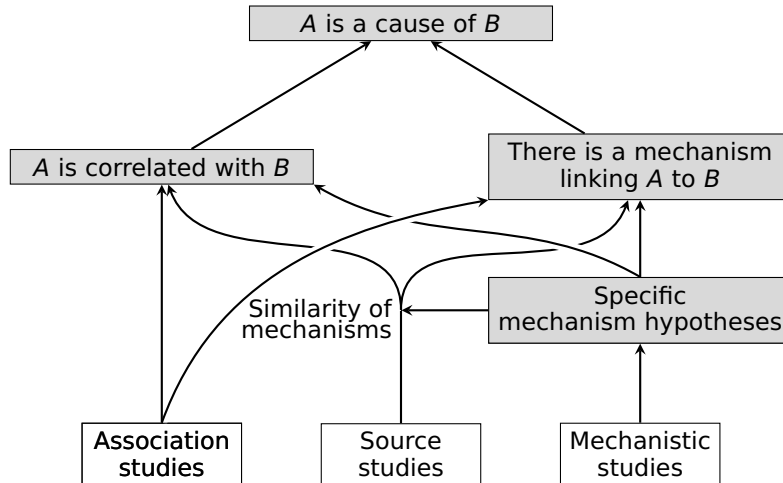 A is a cause of B
A is correlated with B
There is a mechanism
linking A to B
Similarity of
mechanisms
Specific
mechanism hypotheses
Association
studies
Source
studies
Mechanistic
studies